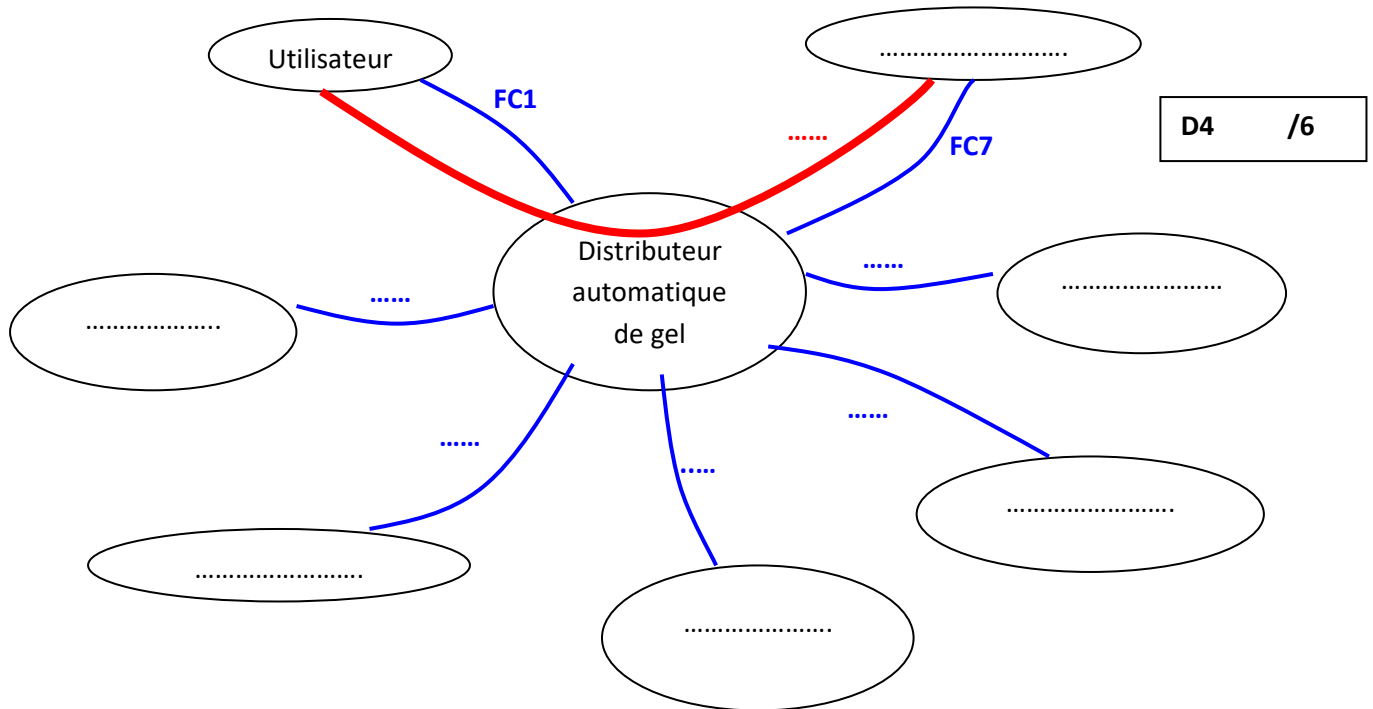 Utilisateur
……………………….
FC1
……
FC7
D4 /6
Distributeur
automatique
de gel
……
……………………
……
………………..
……
……
……
…………………….
…………………….
………………….